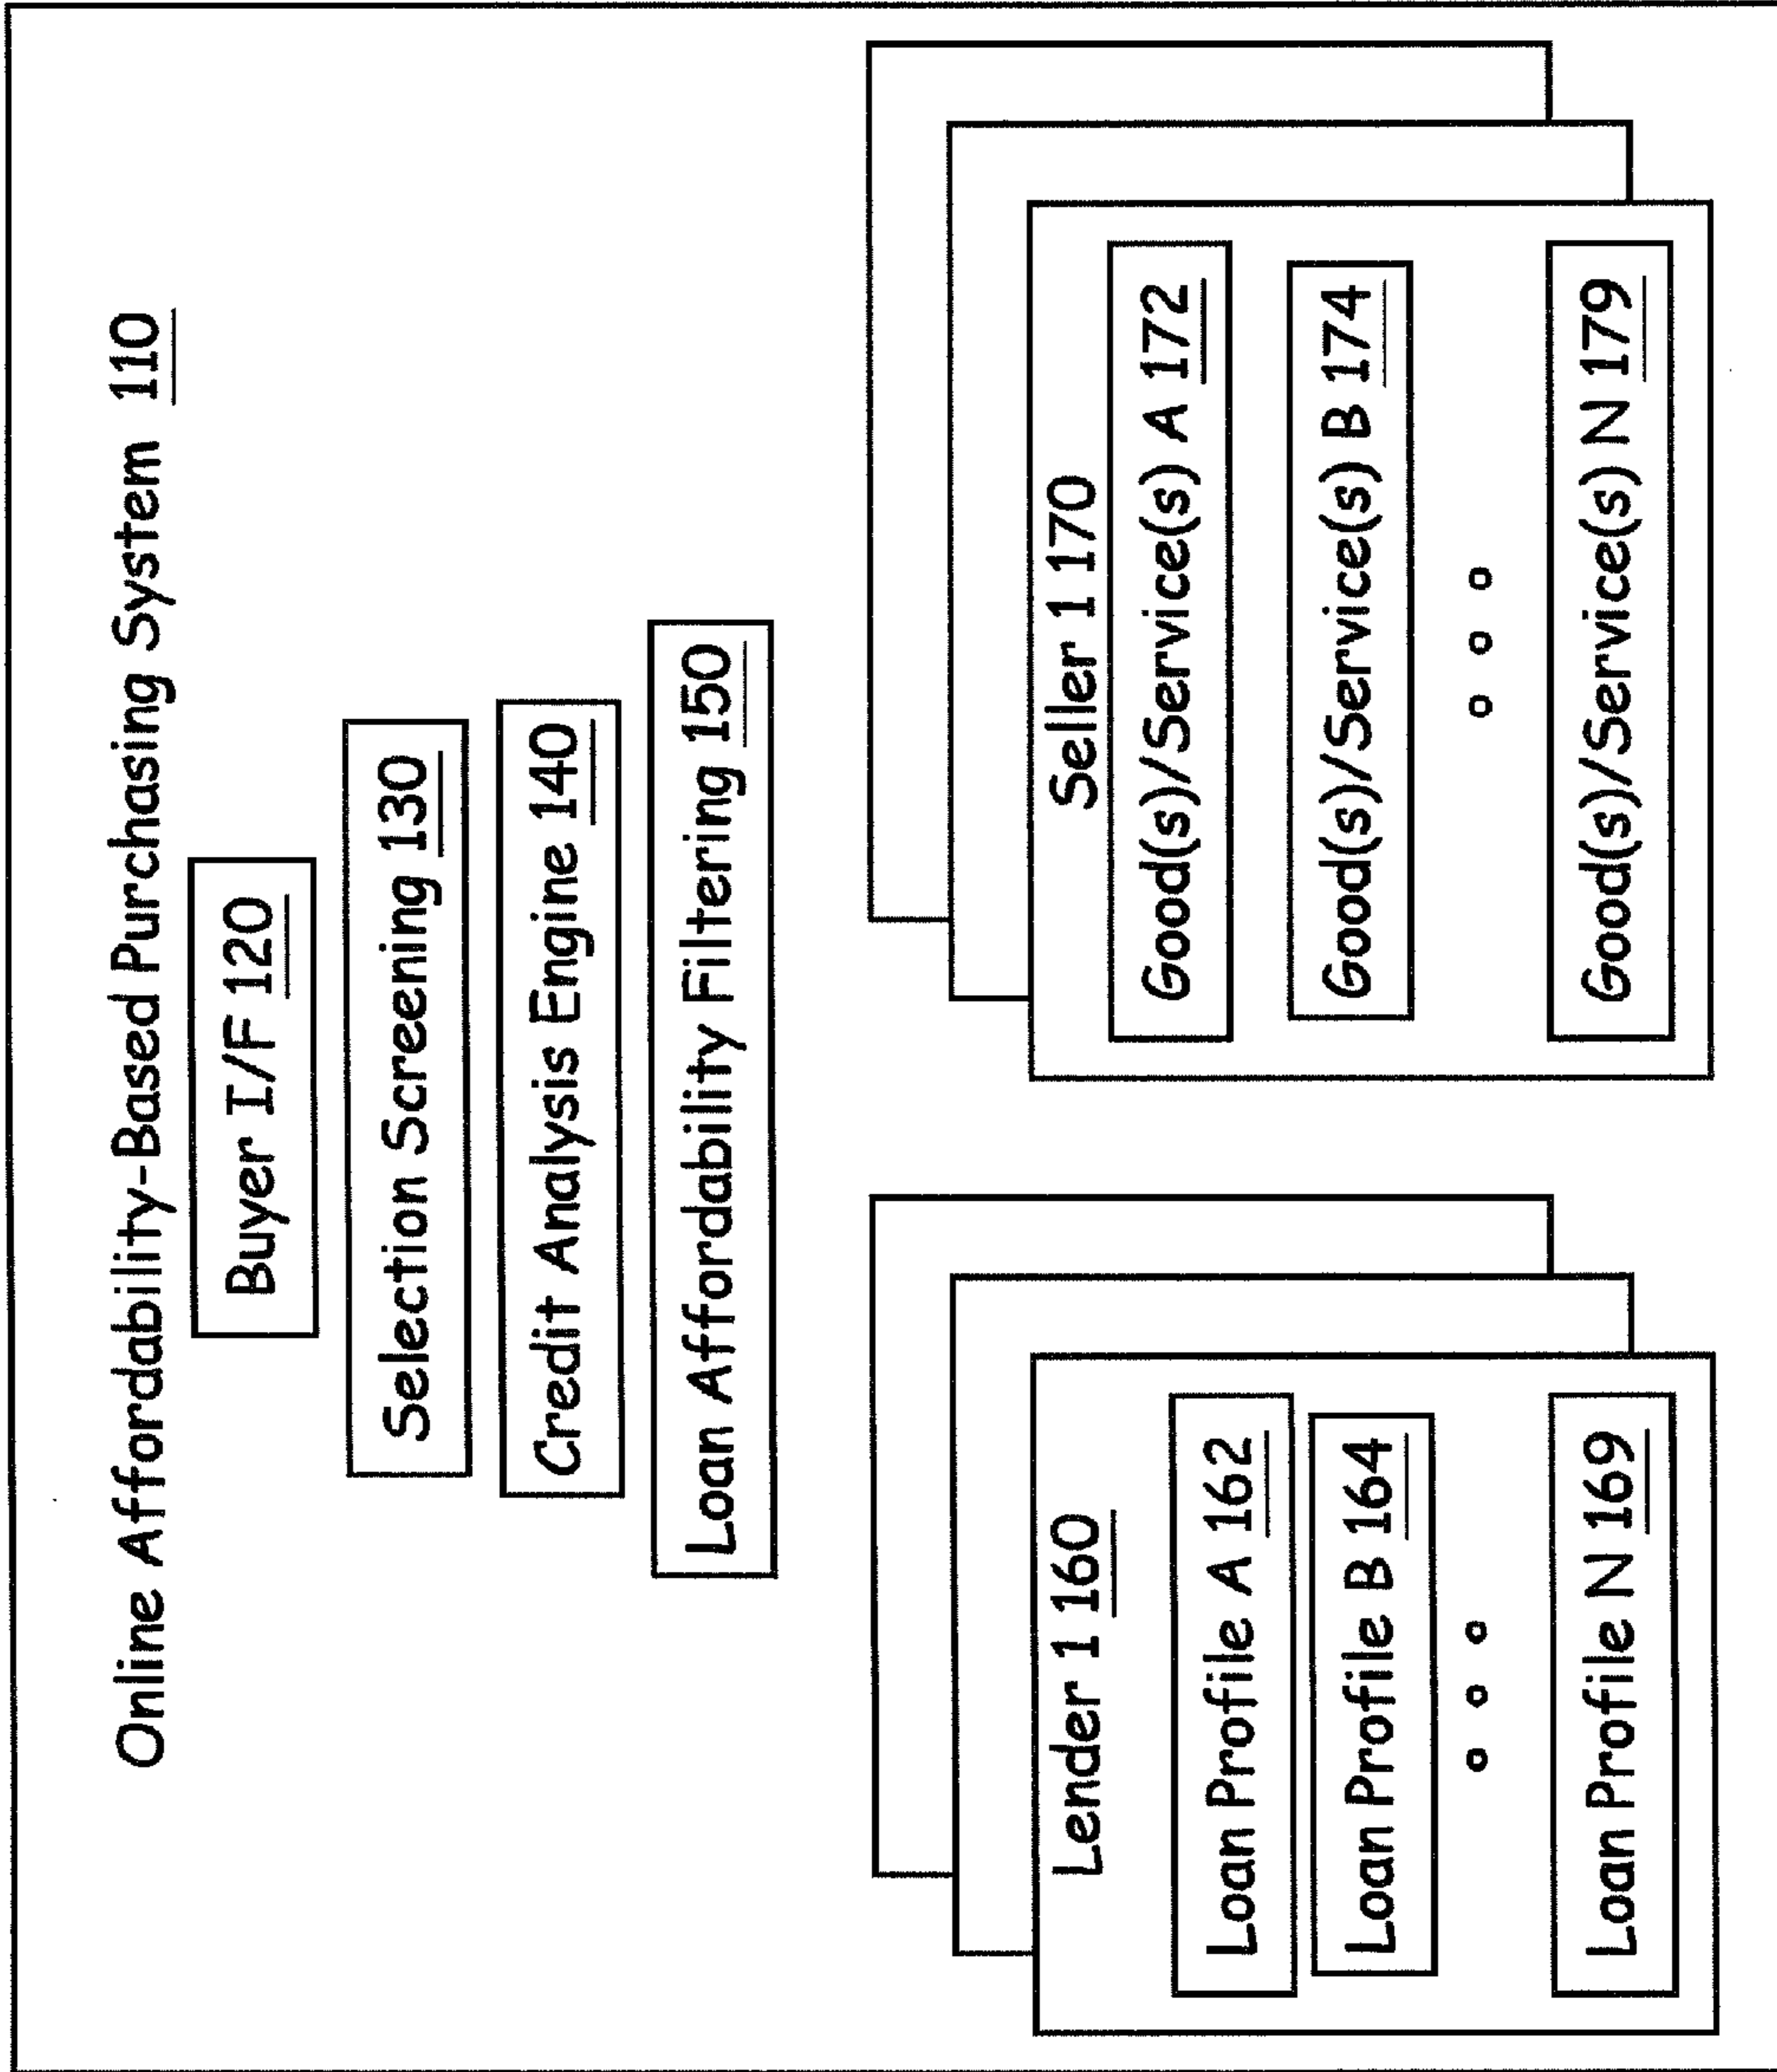 Online Affordability-Based Purchasing System 110
Buyer I/F 120
Selection Screening 130
Credit Analysis Engine 140
Loan Affordability Filtering 150
Lender 1 160
Loan Profile A 162
Loan Profile B 164
Loan Profile N 169
Seller 1 170
Good(s)/Service(s) A 172
Good(s)/Service(s) B 174
Good(s)/Service(s) N 179